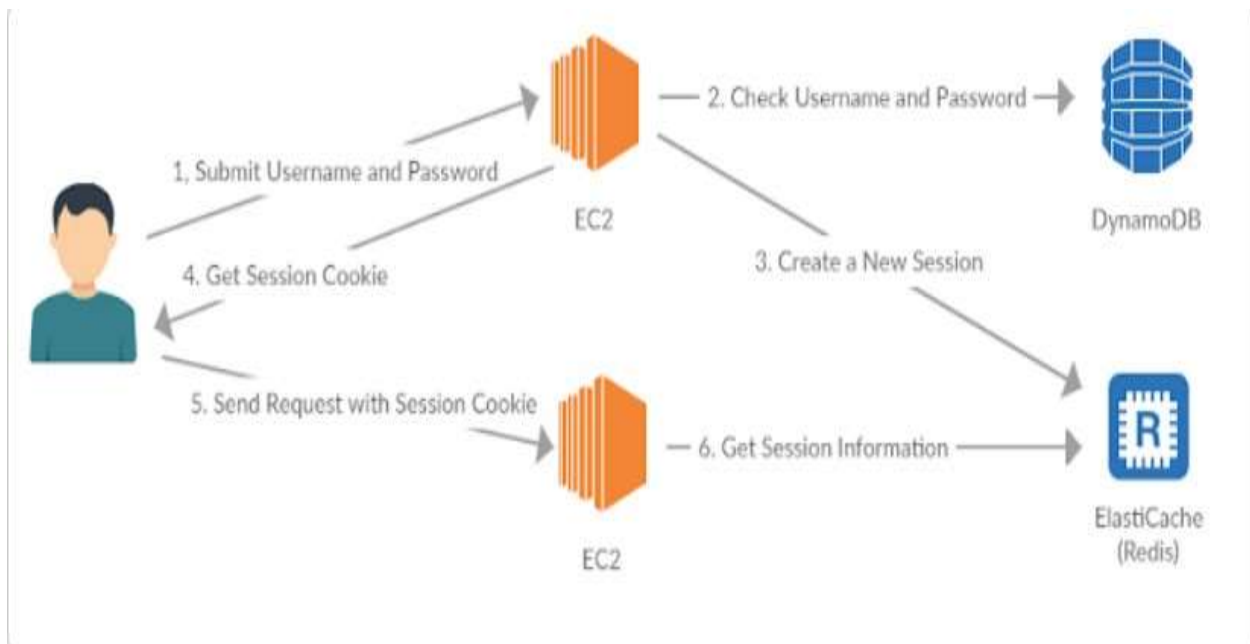 1, Submit Username and Password
2. Check Username and Password
EC2
DynamoDB
3. Create a New Session
4. Get Session Cookie
5. Send Request with Session Cookie
6. Get Session Information
R
EC2
ElastiCache
(Redis)